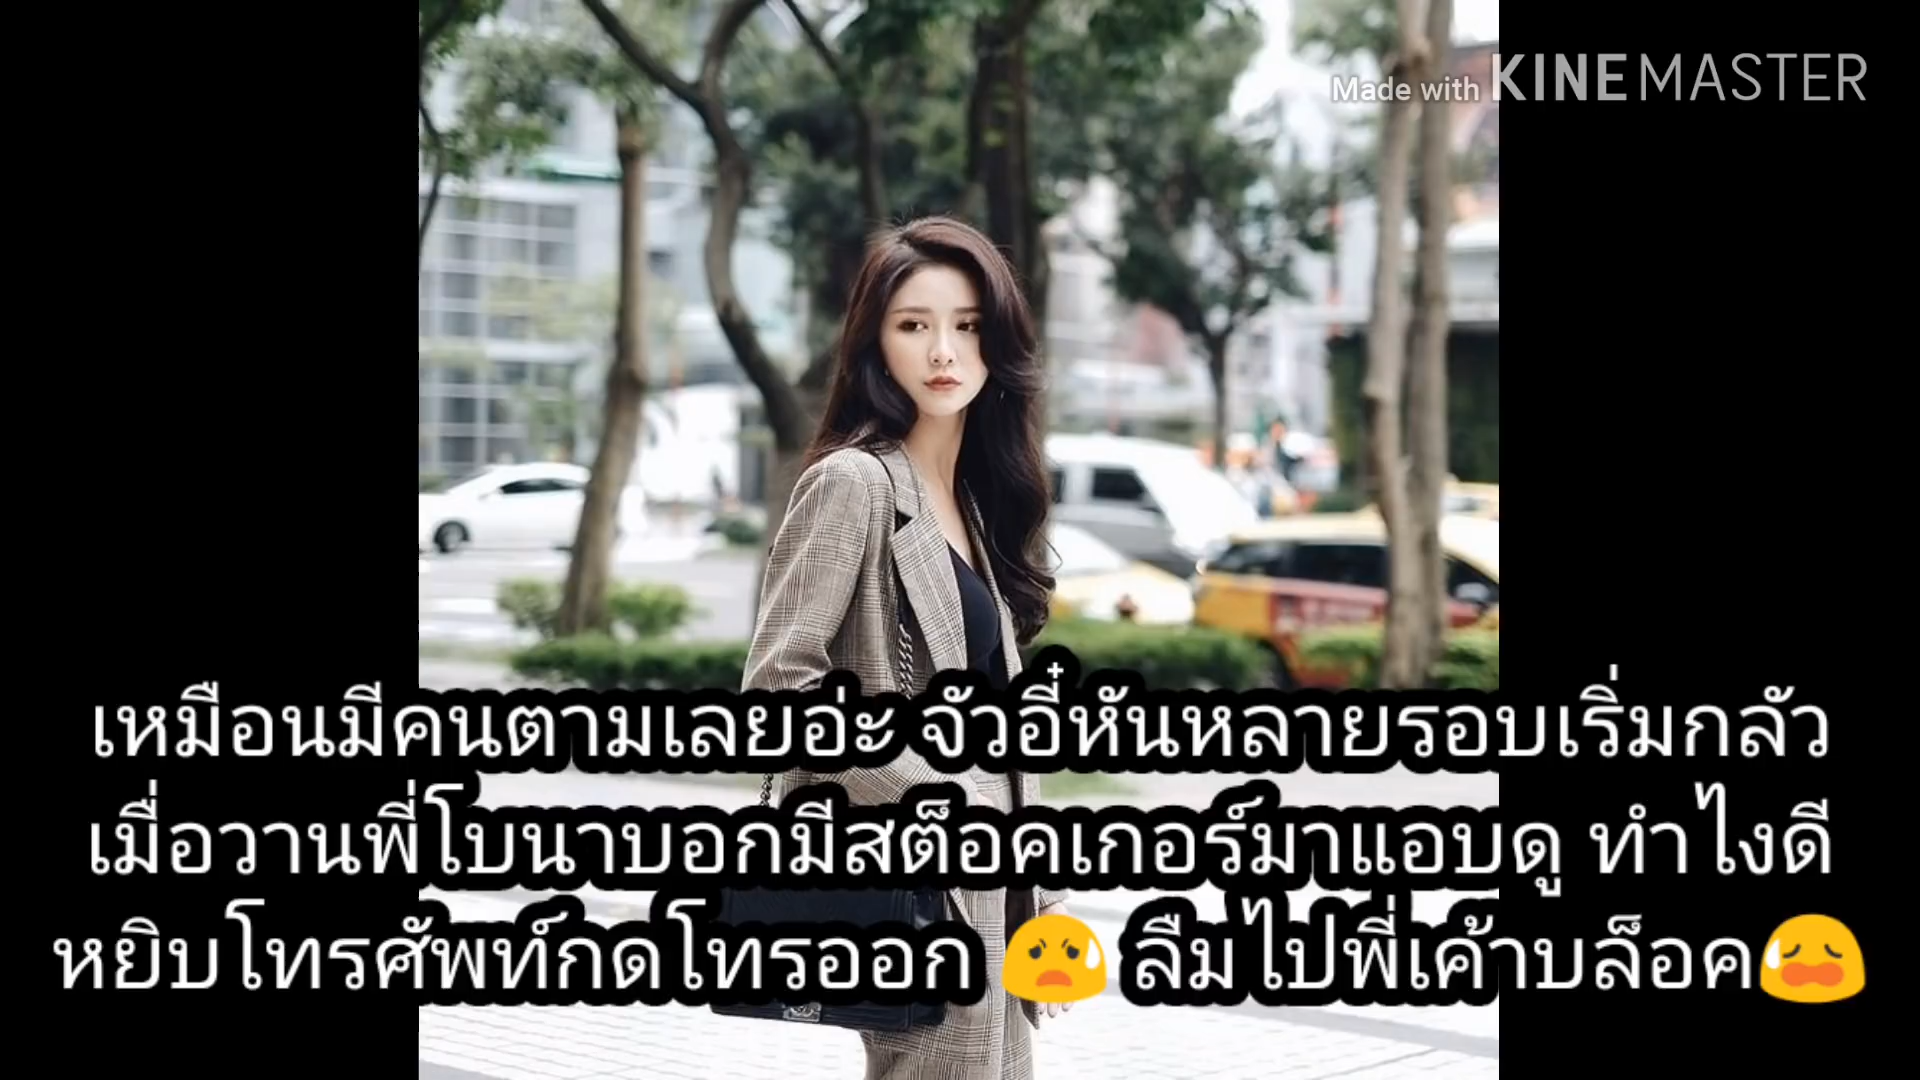 Made with KINEMASTER
เหมือนมีคนตามเลยอ่ะ จัวอี๋หันหลายรอบเริ่มกลัว
เมื่อวานพี่โบนาบอกมีสต็อคเกอร์มาแอบดู ทำไงดี
หยิบโทรศัพท์กดโทรออก 😧 ลืมไปพี่เค้าบล็อค😩